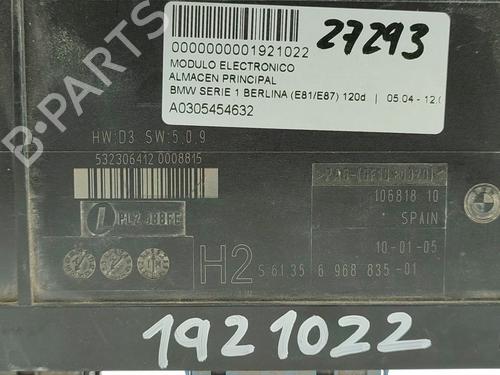 27293
0000000001921022
MODULO ELECTRONICO
ALMACEN PRINCIPAL
BMW SERIE 1 BERLINA (E81/E87) 120d | 05.04 - 12.
A0305454632
HW:D3 SW:5,0,9
532306412 0008815
106818 10
SPAIN
10-01-05
H2
S 61.35 6 968 835-01
1921022
B-PARTS